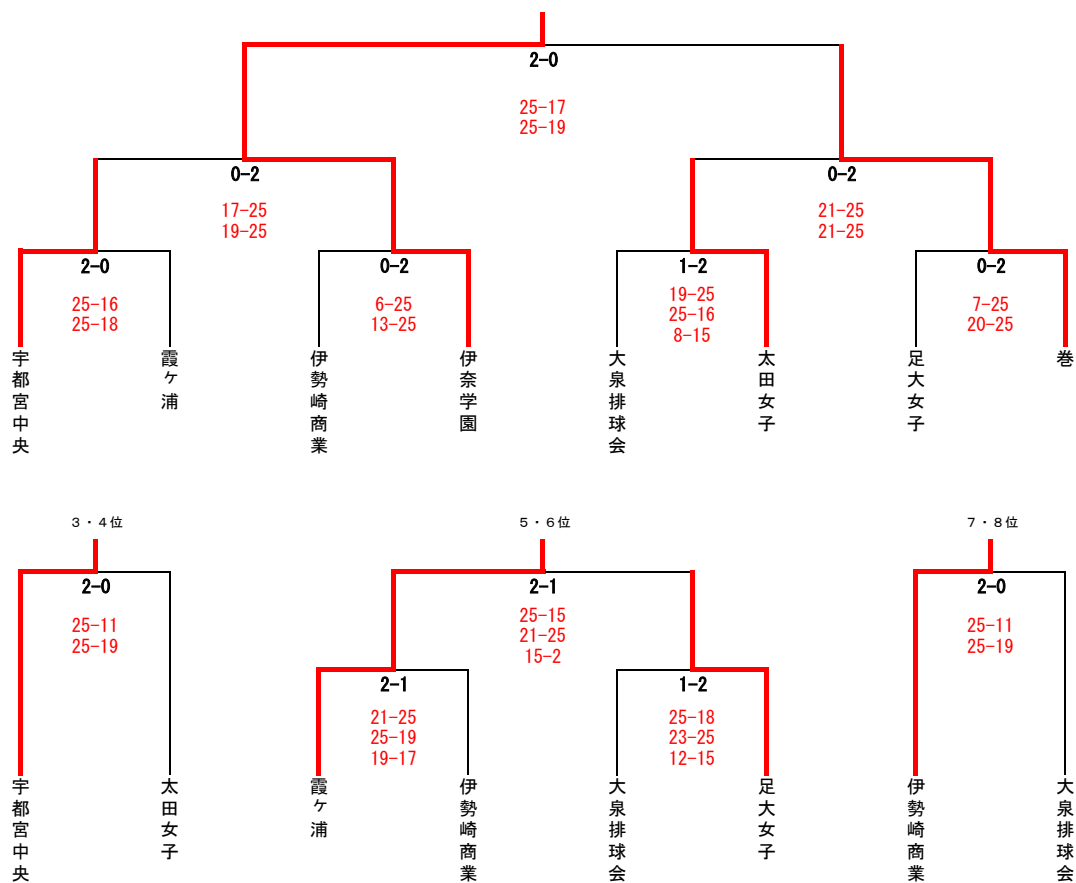 2-0
25-17
25-19
0-2
17-25
19-25
0-2
21-25
21-25
2-0
25-16
25-18
0-2
6-25
13-25
1-2
19-25
25-16
8-15
0-2
7-25
20-25
宇都宮中央
霞ヶ浦
伊勢崎商業
伊奈学園
大泉排球会
太田女子
足大女子
巻
3・4位
2-0
25-11
25-19
宇都宮中央
太田女子
5・6位
2-1
25-15
21-25
15-2
2-1
21-25
25-19
19-17
1-2
25-18
23-25
12-15
霞ヶ浦
伊勢崎商業
大泉排球会
足大女子
7・8位
2-0
25-11
25-19
伊勢崎商業
大泉排球会